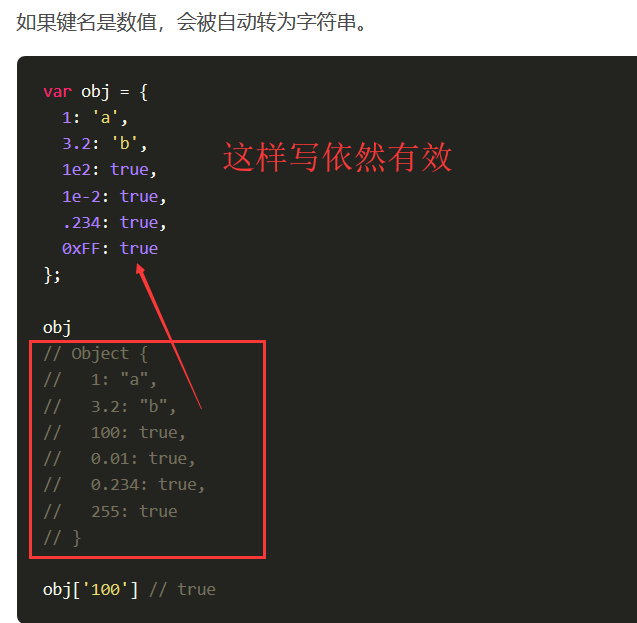 如果键名是数值，会被自动转为字符串。
var obj = {
  1: 'a',
  3.2: 'b',
这样写依然有效
  1e2: true,
  1e-2: true,
  .234: true,
  0xFF: true
};
obj
// Object {
//   1: "a",
//   3.2: "b",
//   100: true,
//   0.01: true,
//   0.234: true,
//   255: true
// }
obj['100'] // true